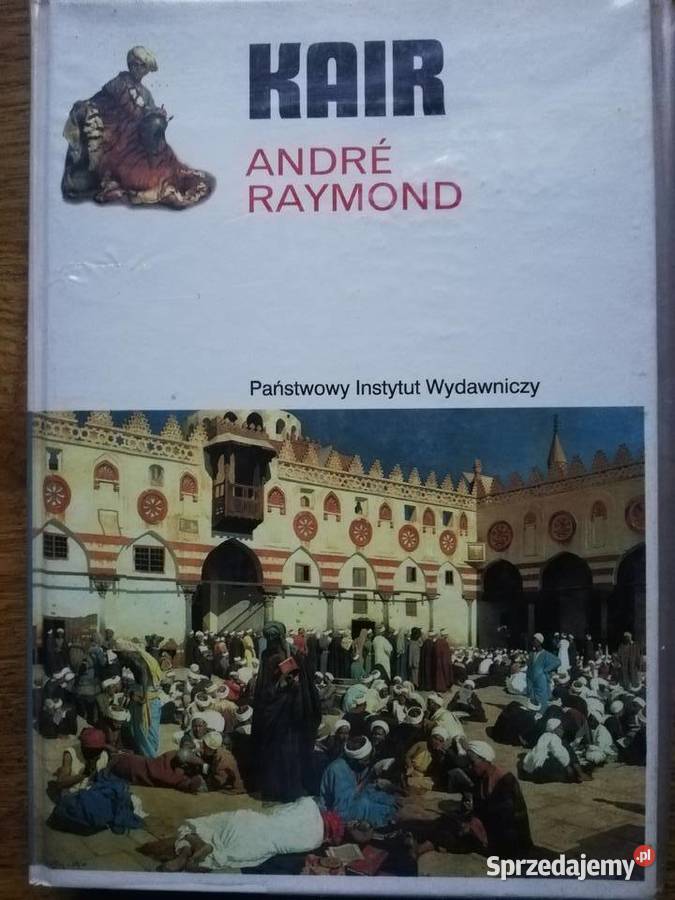 KAIR
ANDRÉ
RAYMOND
Państwowy Instytut Wydawniczy
Sprzedajemy.pl